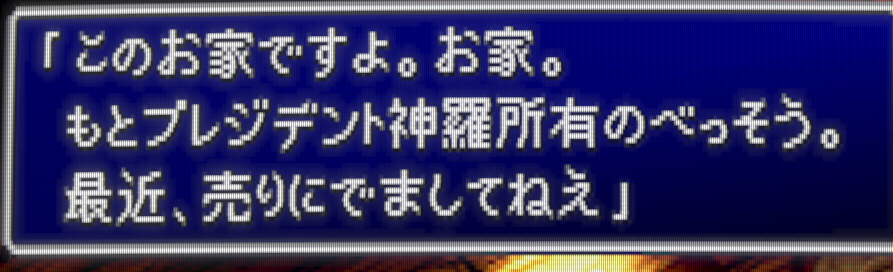 「このお家ですよ。お家。
もとプレジデント神羅所有のべっそう。
最近、売りにでましてねえ」